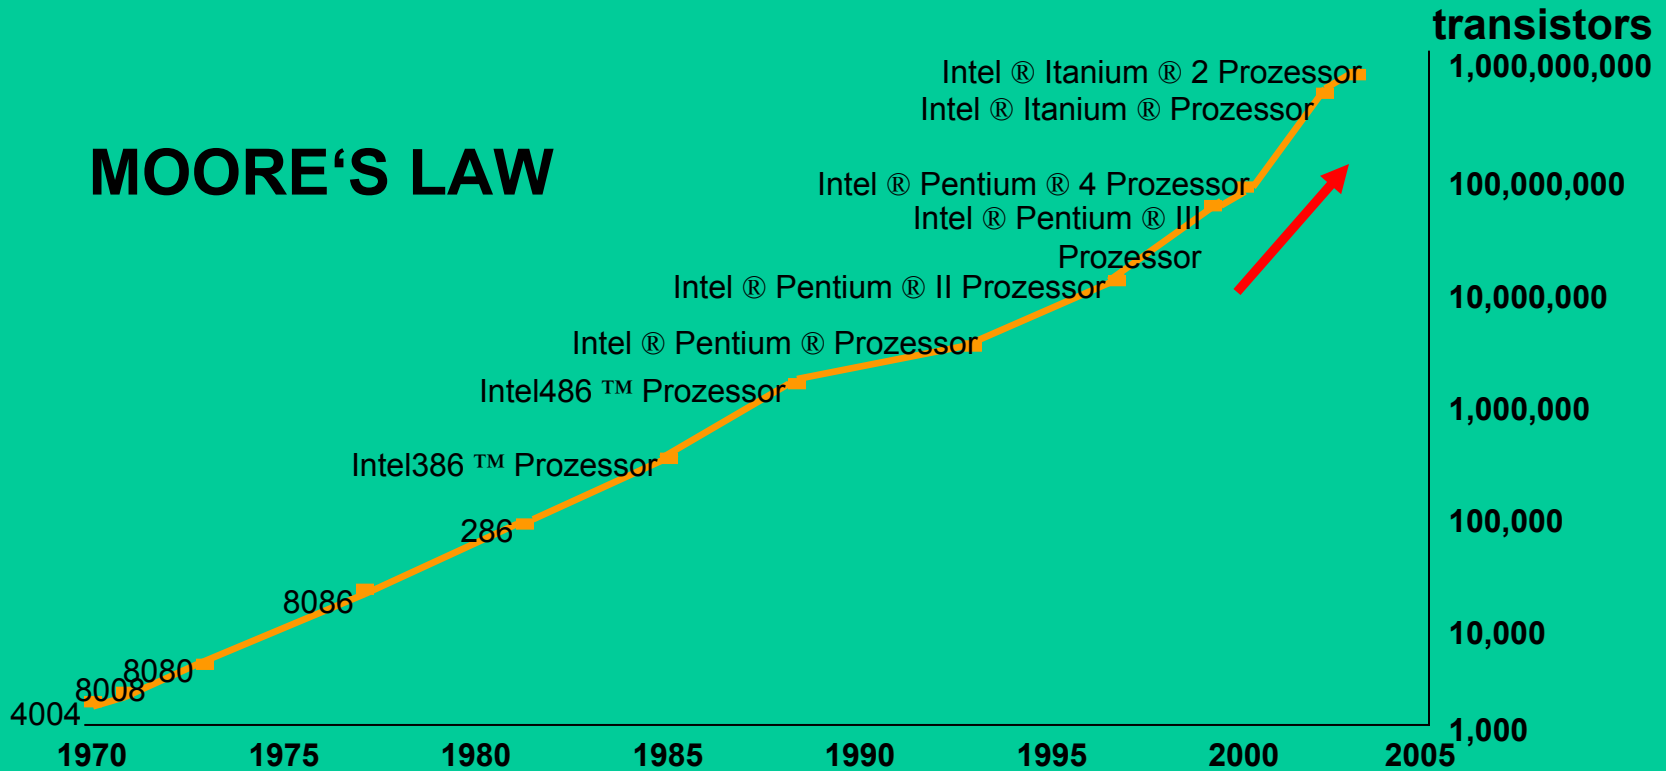 transistors
Intel ® Itanium ® 2 Prozessor
1,000,000,000
Intel ® Itanium ® Prozessor
MOORE‘S LAW
Intel ® Pentium ® 4 Prozessor
100,000,000
Intel ® Pentium ® III
Prozessor
Intel ® Pentium ® II Prozessor
10,000,000
Intel ® Pentium ® Prozessor
Intel486 ™ Prozessor
1,000,000
Intel386 ™ Prozessor
286
100,000
8086
10,000
8080
8008
4004
1,000
1970 1975 1980 1985 1990 1995 2000 2005